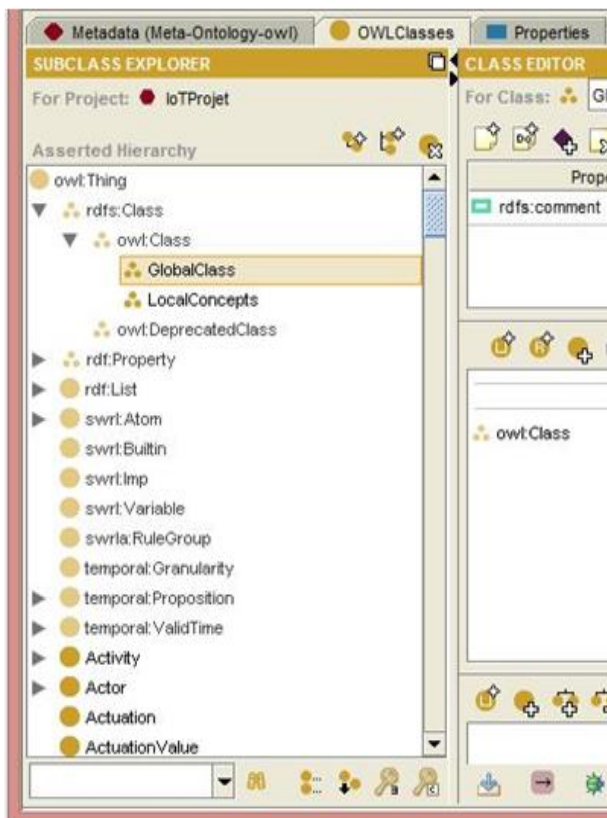 Metadata (Meta-Ontology-owl)
OWLClasses
Properties
SUBCLASS EXPLORER
CLASS EDITOR
For Project: IoTProjet
For Class: Gl
Asserted Hierarchy
owl:Thing
rdfs:Class
owl:Class
GlobalClass
LocalConcepts
owl:DeprecatedClass
rdf:Property
rdf:List
swrl:Atom
swrl:Builtin
swrl:Imp
swrl:Variable
swrla:RuleGroup
temporal:Granularity
temporal:Proposition
temporal:ValidTime
Activity
Actor
Actuation
ActuationValue
Prope
rdfs:comment
owl:Class